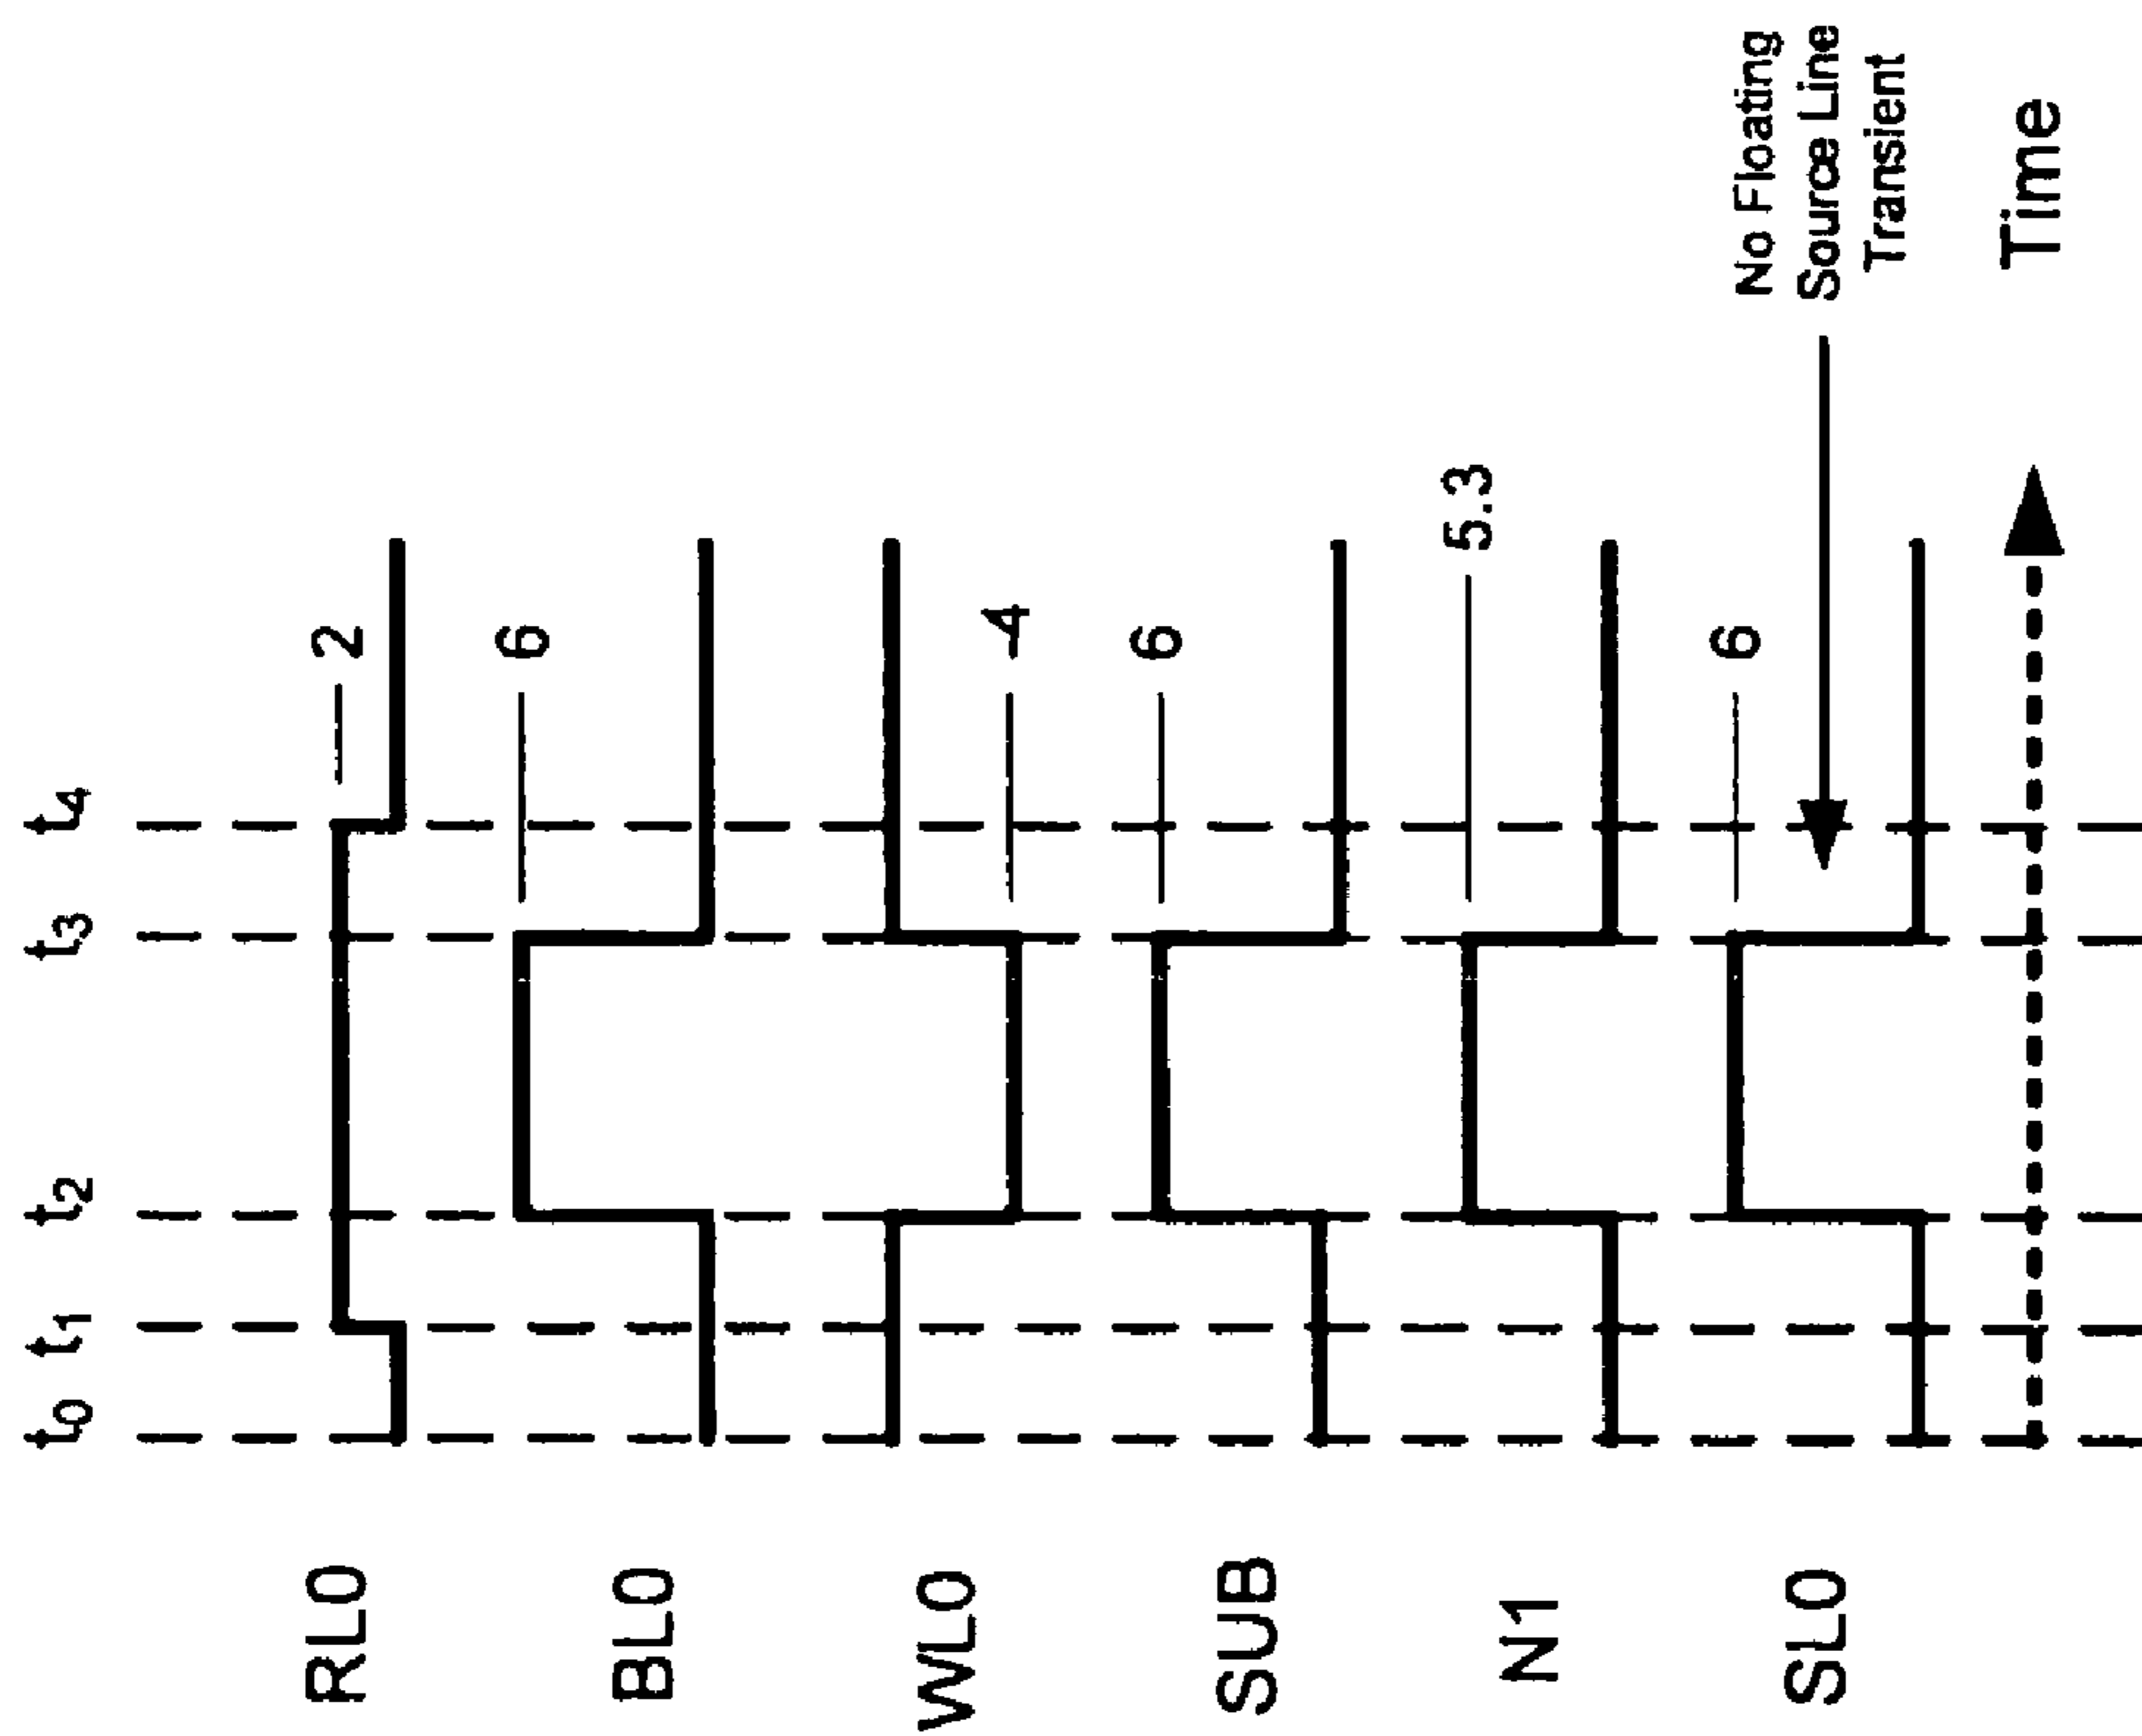 t0 t1 t2 t3 t4
RL0
2
BL0
6
WL0
-4
SUB
6
N1
5.3
SL0
6
No Floating
Source Line
Transient
Time